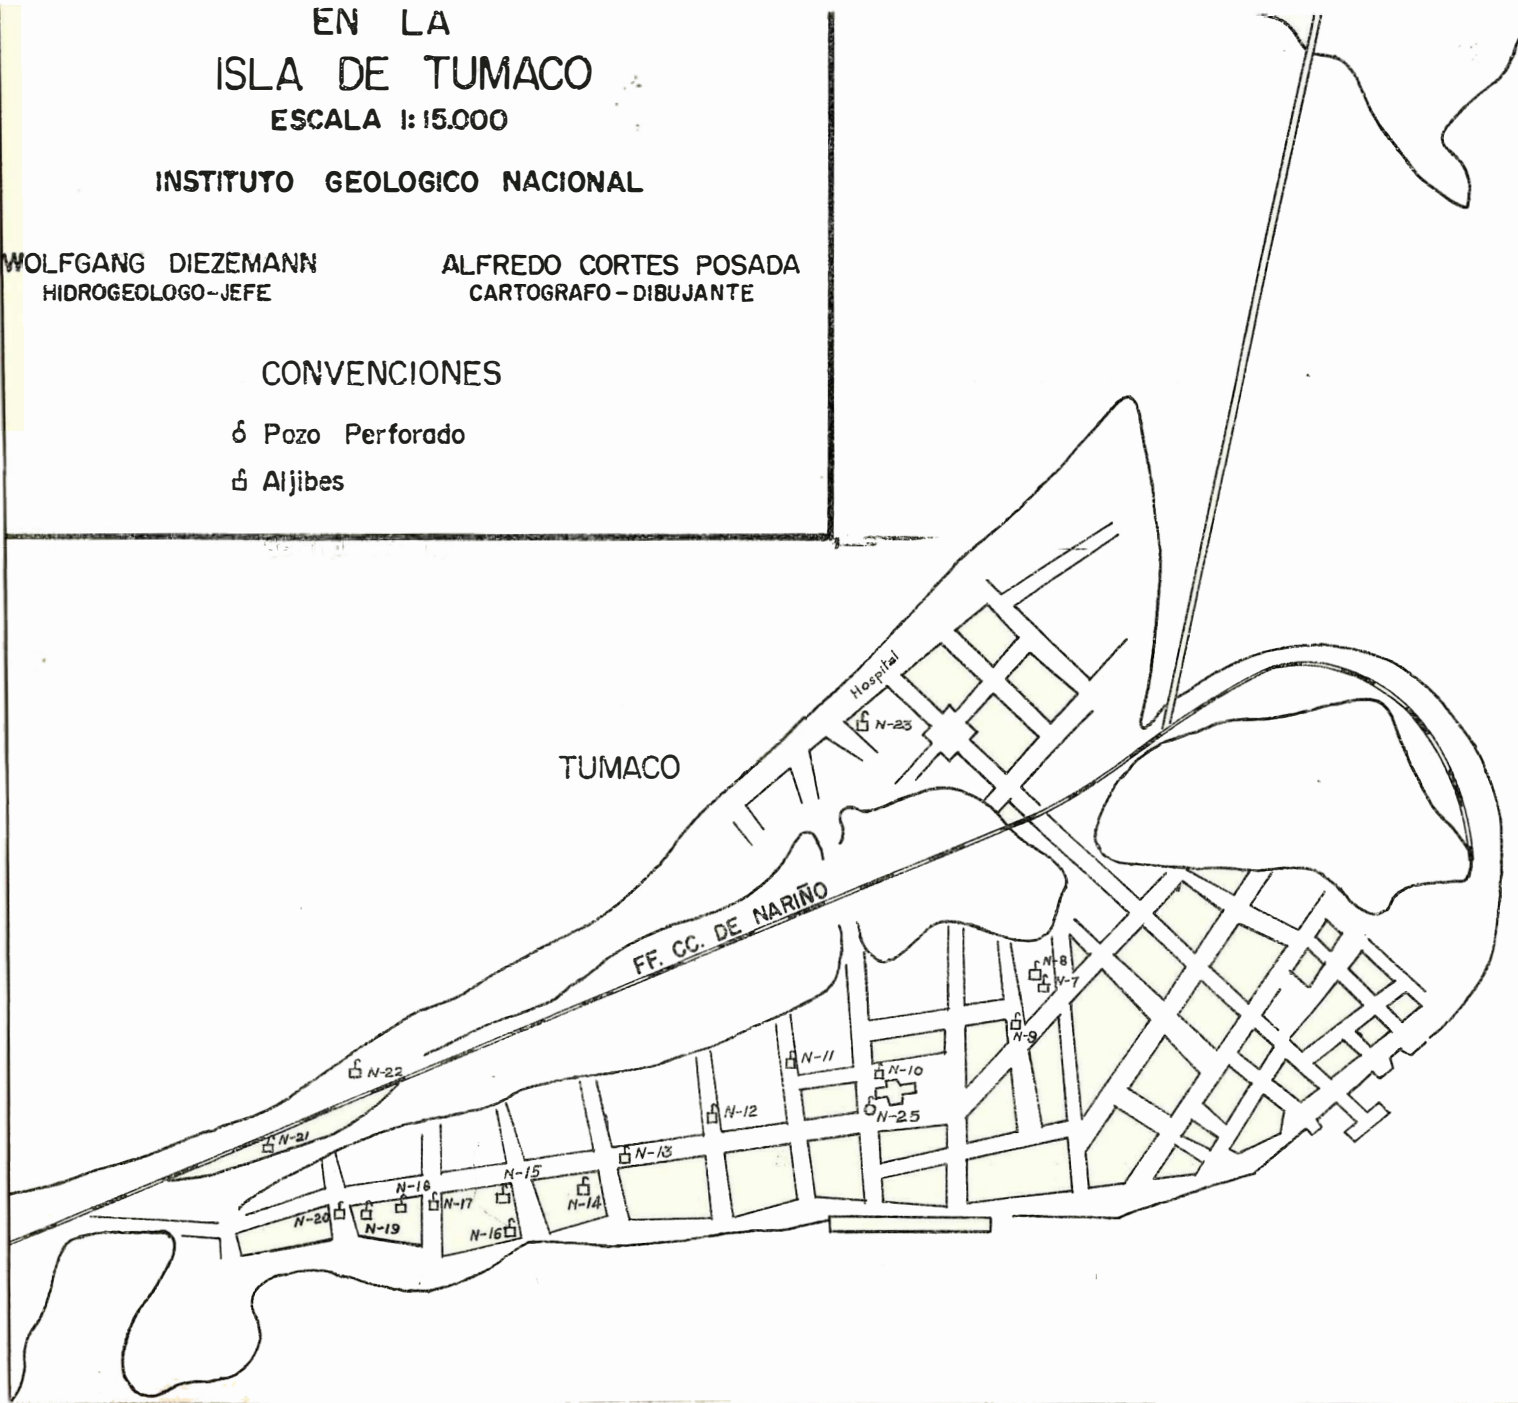 EN LA
ISLA DE TUMACO
ESCALA 1:15.000
INSTITUTO GEOLOGICO NACIONAL
WOLFGANG DIEZEMANN
HIDROGEOLOGO-JEFE
ALFREDO CORTES POSADA
CARTOGRAFO-DIBUJANTE
CONVENCIONES
Pozo Perforado
Aljibes
Hospital
N-23
TUMACO
FF. CC. DE NARIÑO
N-8
N-7
N-9
N-11
N-10
N-22
N-12
N-25
N-21
N-13
N-15
N-18
N-17
N-14
N-20
N-19
N-16